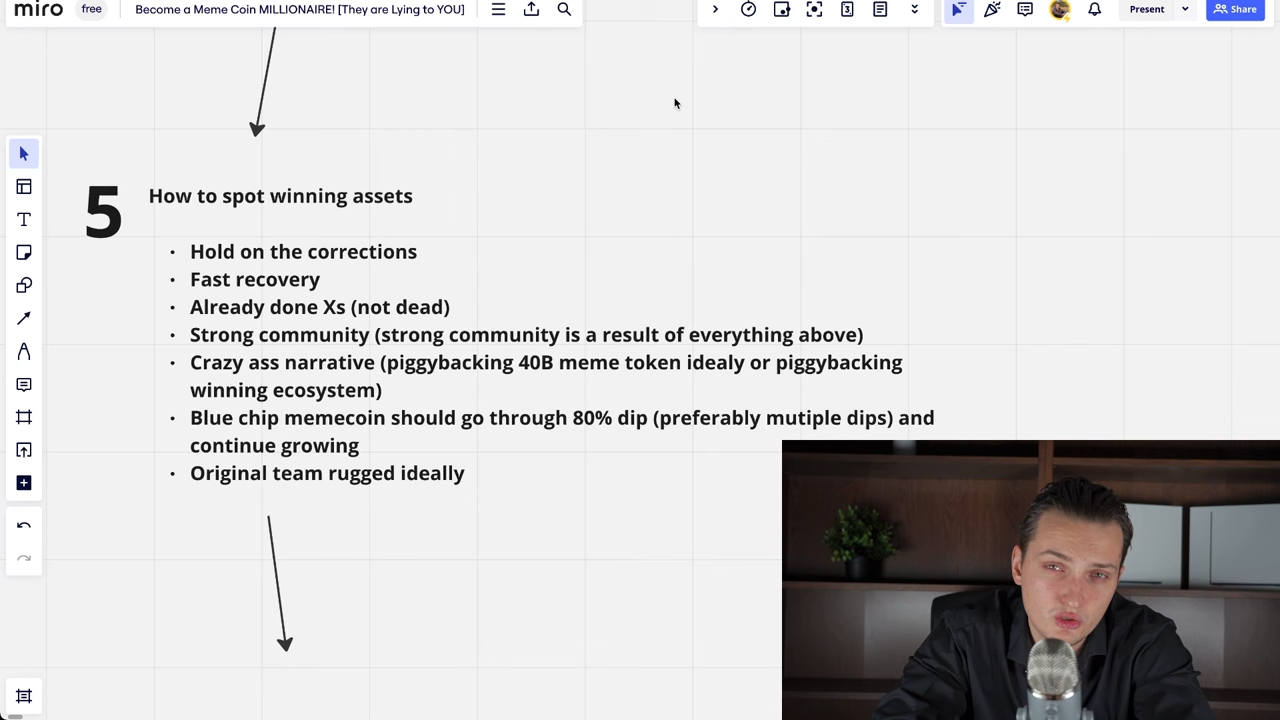 miro free Become a Meme Coin MILLIONAIRE! [They are Lying to YOU] 3 Present Share
5 How to spot winning assets
· Hold on the corrections
· Fast recovery
· Already done Xs (not dead)
· Strong community (strong community is a result of everything above)
· Crazy ass narrative (piggybacking 40B meme token idealy or piggybacking
winning ecosystem)
· Blue chip memecoin should go through 80% dip (preferably mutiple dips) and
continue growing
· Original team rugged ideally